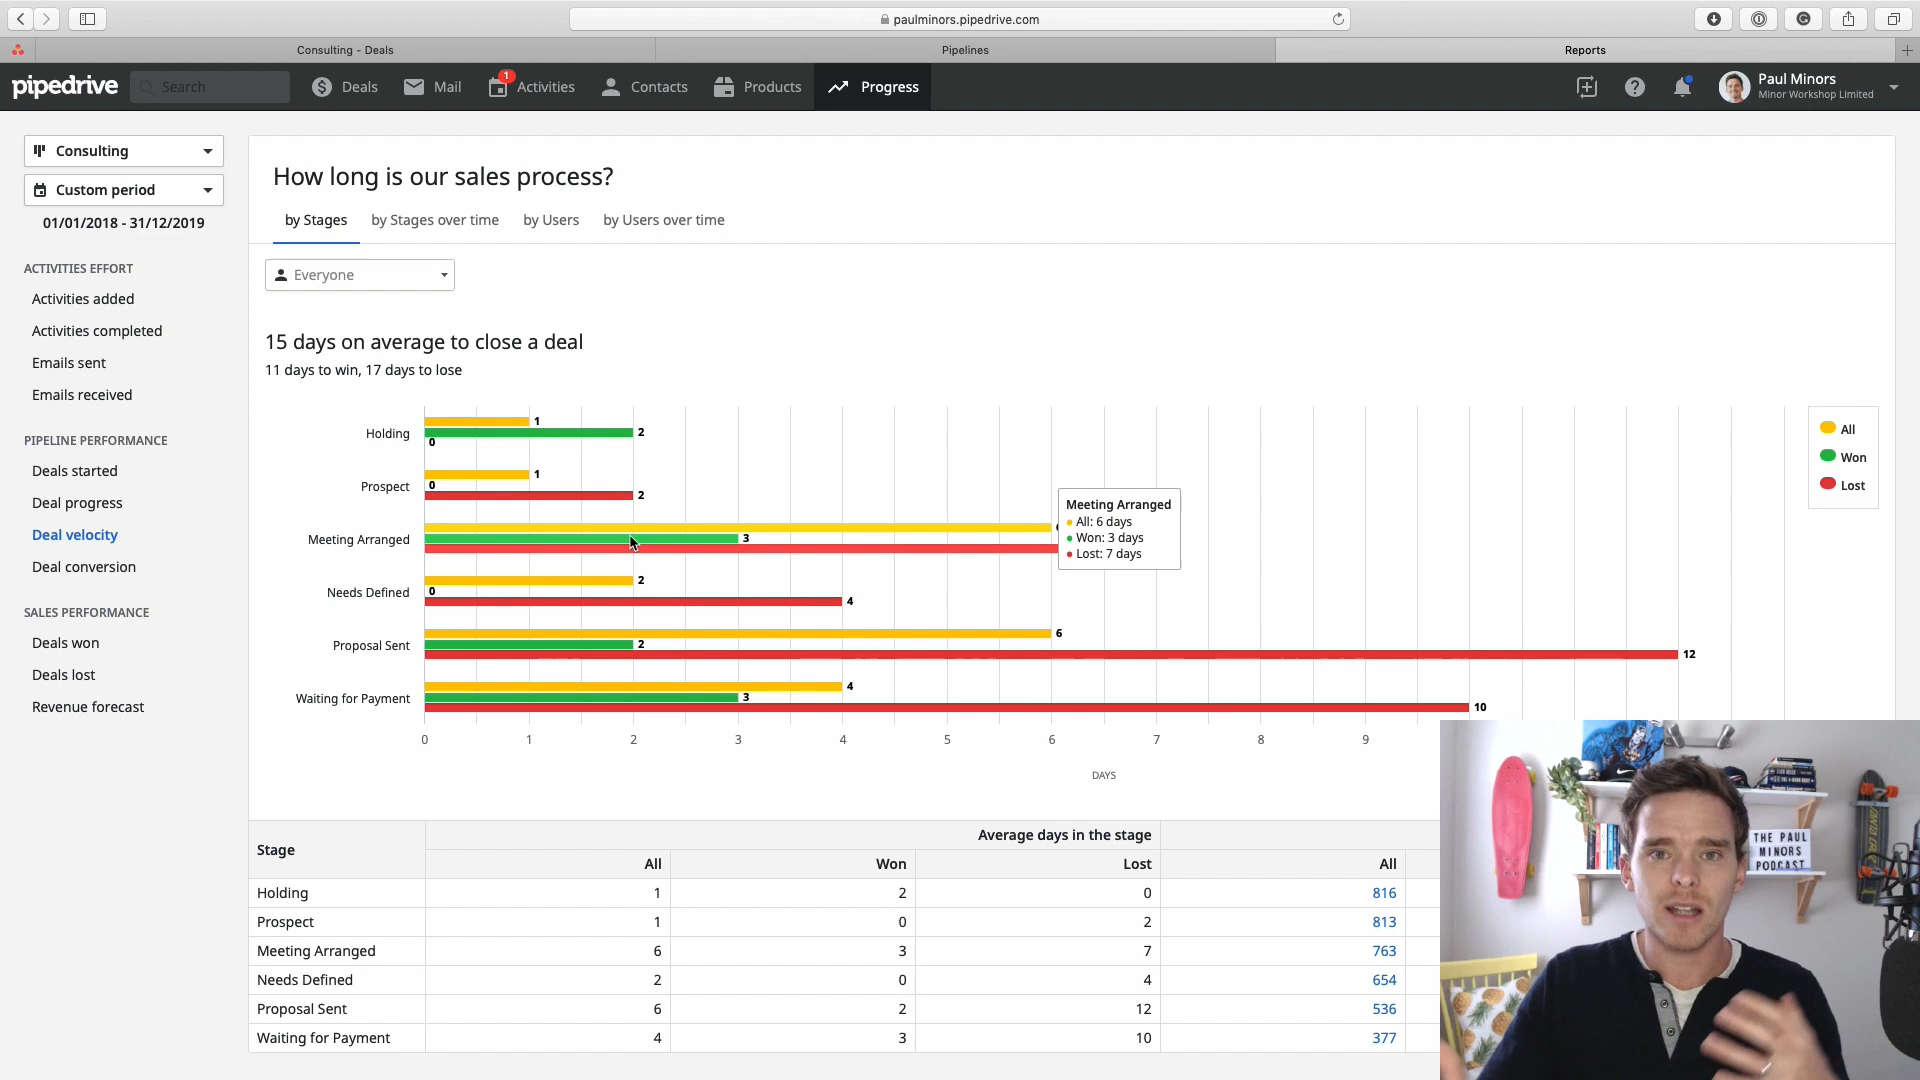 paulminors.pipedrive.com
Consulting – Deals
Pipelines
Reports
pipedrive
Search
Deals
Mail
1
Activities
Contacts
Products
Progress
Paul Minors
Minor Workshop Limited
Consulting
Custom period
01/01/2018 - 31/12/2019
ACTIVITIES EFFORT
Activities added
Activities completed
Emails sent
Emails received
PIPELINE PERFORMANCE
Deals started
Deal progress
Deal velocity
Deal conversion
SALES PERFORMANCE
Deals won
Deals lost
Revenue forecast
How long is our sales process?
by Stages by Stages over time by Users by Users over time
Everyone
15 days on average to close a deal
11 days to win, 17 days to lose
Holding 1 2 0
Prospect 1 0 2
Meeting Arranged 3
Needs Defined 2 0 4
Proposal Sent 6 2 12
Waiting for Payment 4 3 10
Meeting Arranged
All: 6 days
Won: 3 days
Lost: 7 days
All
Won
Lost
0 1 2 3 4 5 6 7 8 9
DAYS
Stage Average days in the stage
All Won Lost All
Holding 1 2 0 816
Prospect 1 0 2 813
Meeting Arranged 6 3 7 763
Needs Defined 2 0 4 654
Proposal Sent 6 2 12 536
Waiting for Payment 4 3 10 377
THE PAUL
MINORS
PODCAST